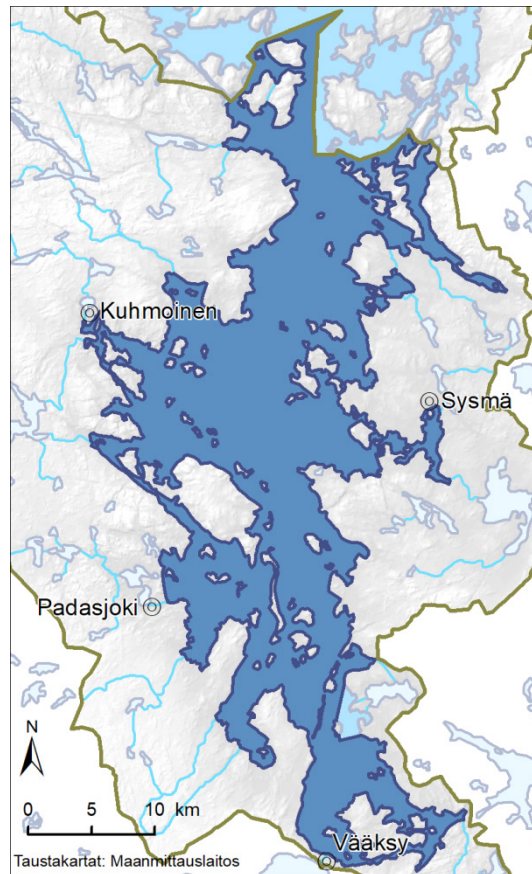 Kuhmoinen
Sysmä
Padasjoki
N
0 5 10 km
Vääksy
Taustakartat: Maanmittauslaitos